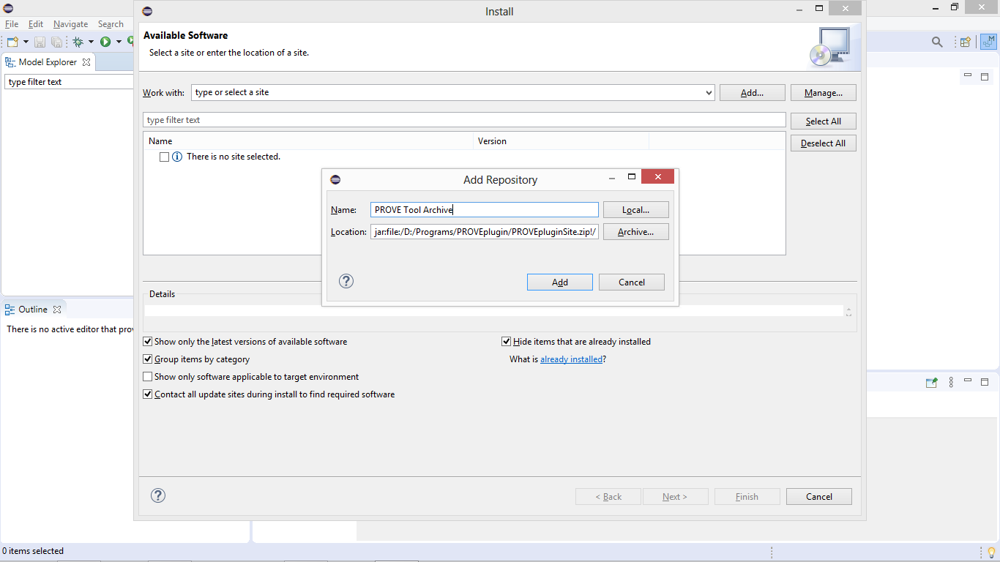 Install
File Edit Navigate Search
Available Software
Select a site or enter the location of a site.
Model Explorer
type filter text
Work with:
type or select a site
Add...
Manage...
type filter text
Select All
Name
Version
Deselect All
There is no site selected.
Add Repository
Name:
PROVE Tool Archive
Local...
Location:
jar:file:/D:/Programs/PROVEplugin/PROVEpluginSite.zip!/
Archive...
Add
Cancel
Details
Outline
There is no active editor that prov
Show only the latest versions of available software
Hide items that are already installed
Group items by category
What is already installed?
Show only software applicable to target environment
Contact all update sites during install to find required software
< Back
Next >
Finish
Cancel
0 items selected